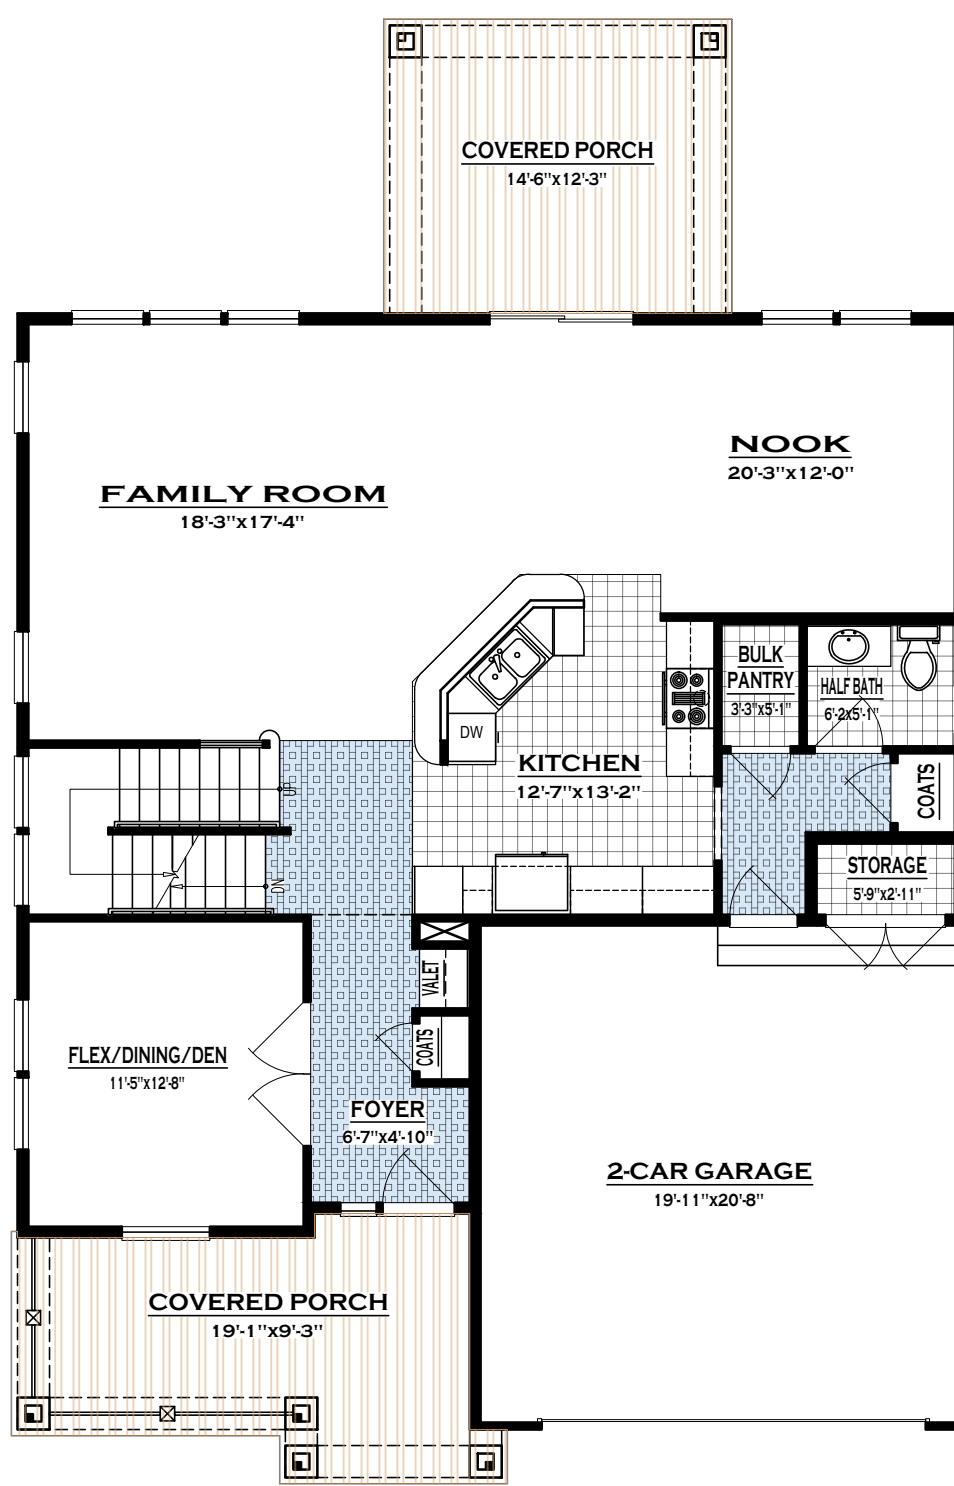 COVERED PORCH
14'-6"x12'-3"
NOOK
20'-3"x12'-0"
FAMILY ROOM
18'-3"x17'-4"
BULK
PANTRY
3'-3"x5'-1"
HALF BATH
6'-2x5'-1"
DW
KITCHEN
12'-7"x13'-2"
UP
COATS
STORAGE
5'-9"x2'-11"
DN
VALET
COATS
FLEX/DINING/DEN
11'-5"x12'-8"
FOYER
6'-7"x4'-10"
2-CAR GARAGE
19'-11"x20'-8"
COVERED PORCH
19'-1"x9'-3"